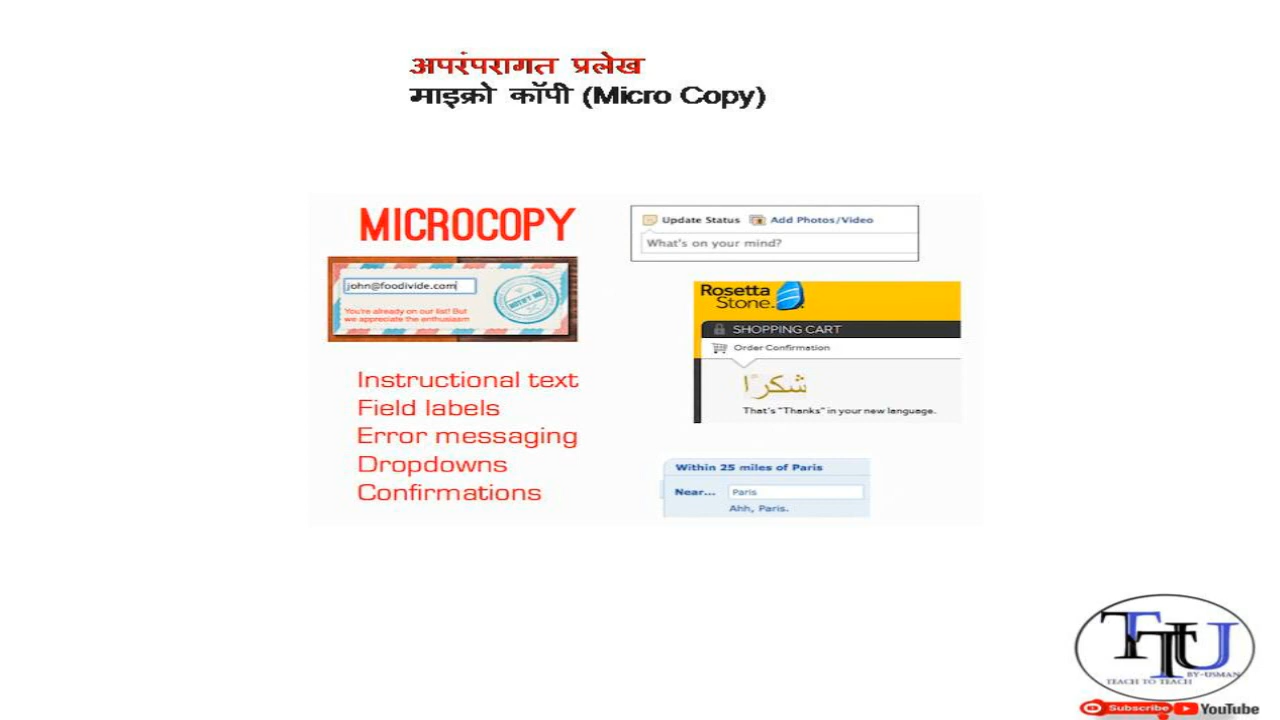 अपरंपरागत प्रलेख
माइक्रो कॉपी (Micro Copy)
MICROCOPY
john@foodivide.com
NOTIFY ME
You're already on our list! But
we appreciate the enthusiasm
Instructional text
Field labels
Error messaging
Dropdowns
Confirmations
Update Status Add Photos/Video
What's on your mind?
Rosetta
Stone.
SHOPPING CART
Order Confirmation
شكرًا
That's "Thanks" in your new language.
Within 25 miles of Paris
Near... Paris
Ahh, Paris.
TTU
BY-USMAN
TEACH TO TEACH
Subscribe YouTube